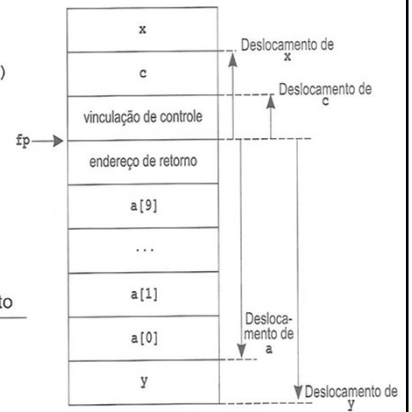 x
Deslocamento de
x
)
c
Deslocamento de
c
vinculação de controle
fp
endereço de retorno
a[9]
...
a[1]
to
a[0]
Desloca-
mento de
a
y
Deslocamento de
y